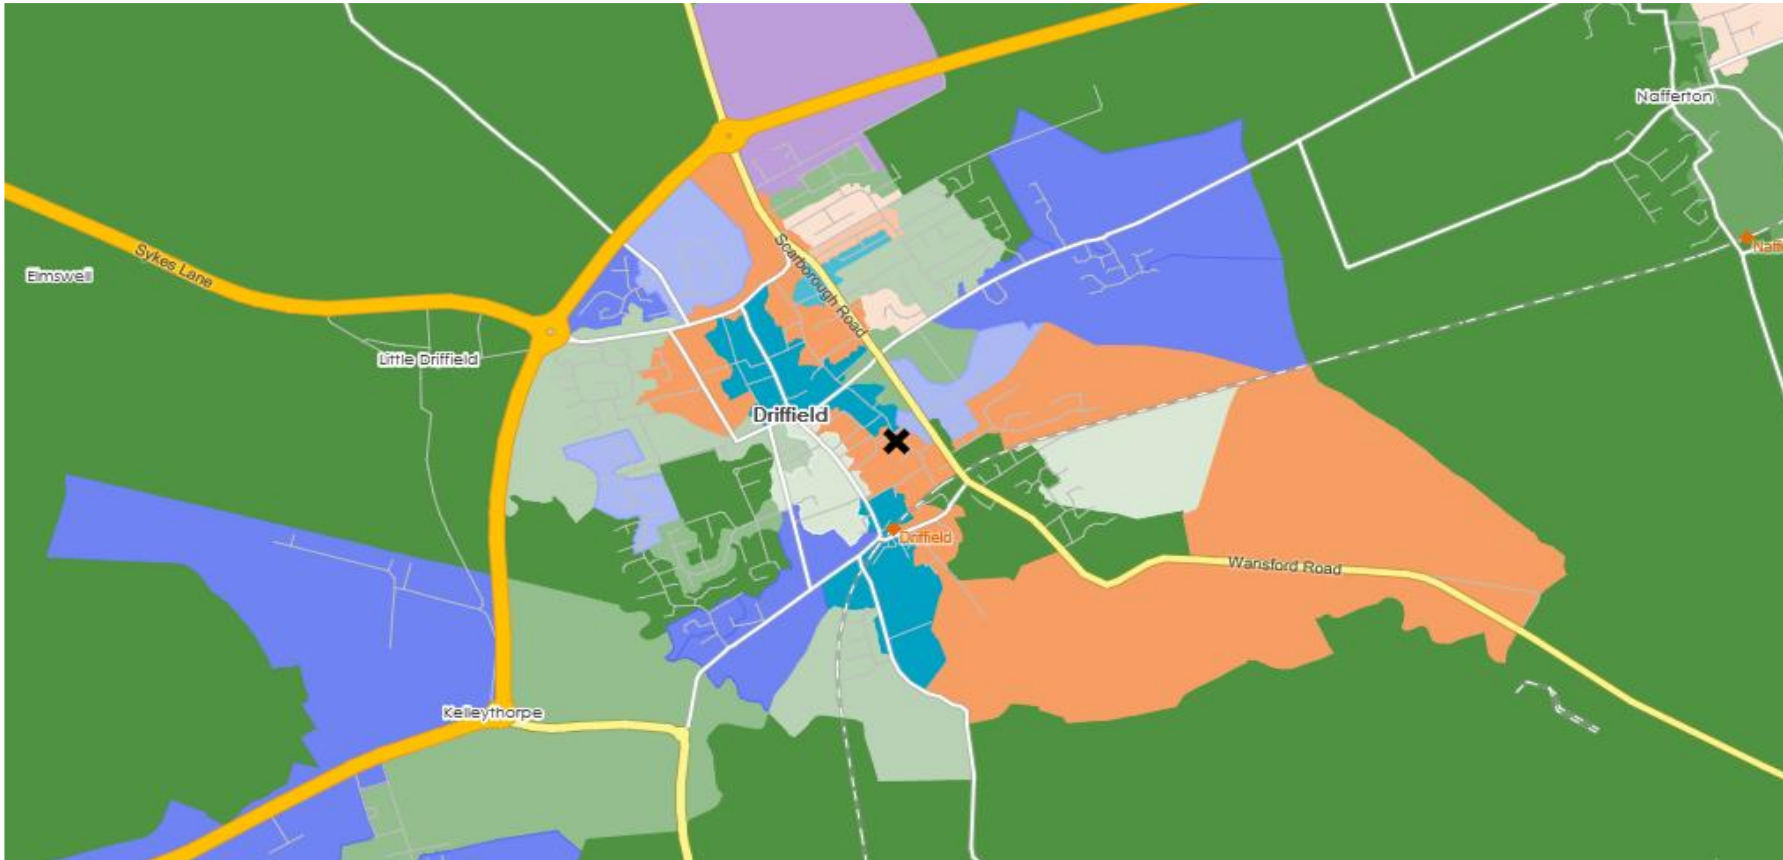 Nafferton
Sykes Lane
Elmswell
Scarborough Road
Little Driffield
Driffield
Driffield
Wansford Road
Kelleythorpe